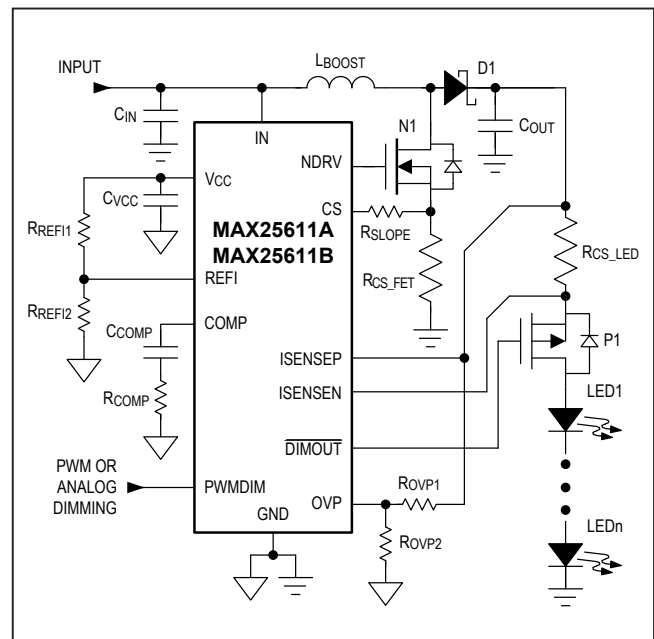 INPUT
LBOOST
D1
CIN
IN
N1
COUT
NDRV
VCC
CVCC
CS
MAX25611A
MAX25611B
RSLOPE
RREFI1
RCS_LED
REFI
RCS_FET
RREFI2
COMP
CCOMP
ISENSEP
P1
ISENSEN
RCOMP
LED1
DIMOUT
PWM OR
ANALOG
DIMMING
PWMDIM
OVP
ROVP1
GND
ROVP2
LEDn